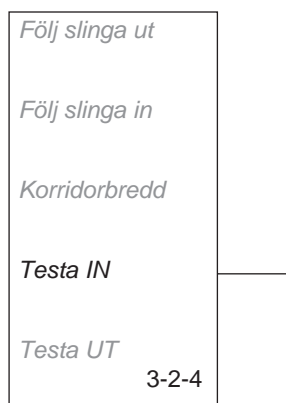 Följ slinga ut
Följ slinga in
Korridorbredd
Testa IN
Testa UT
3-2-4